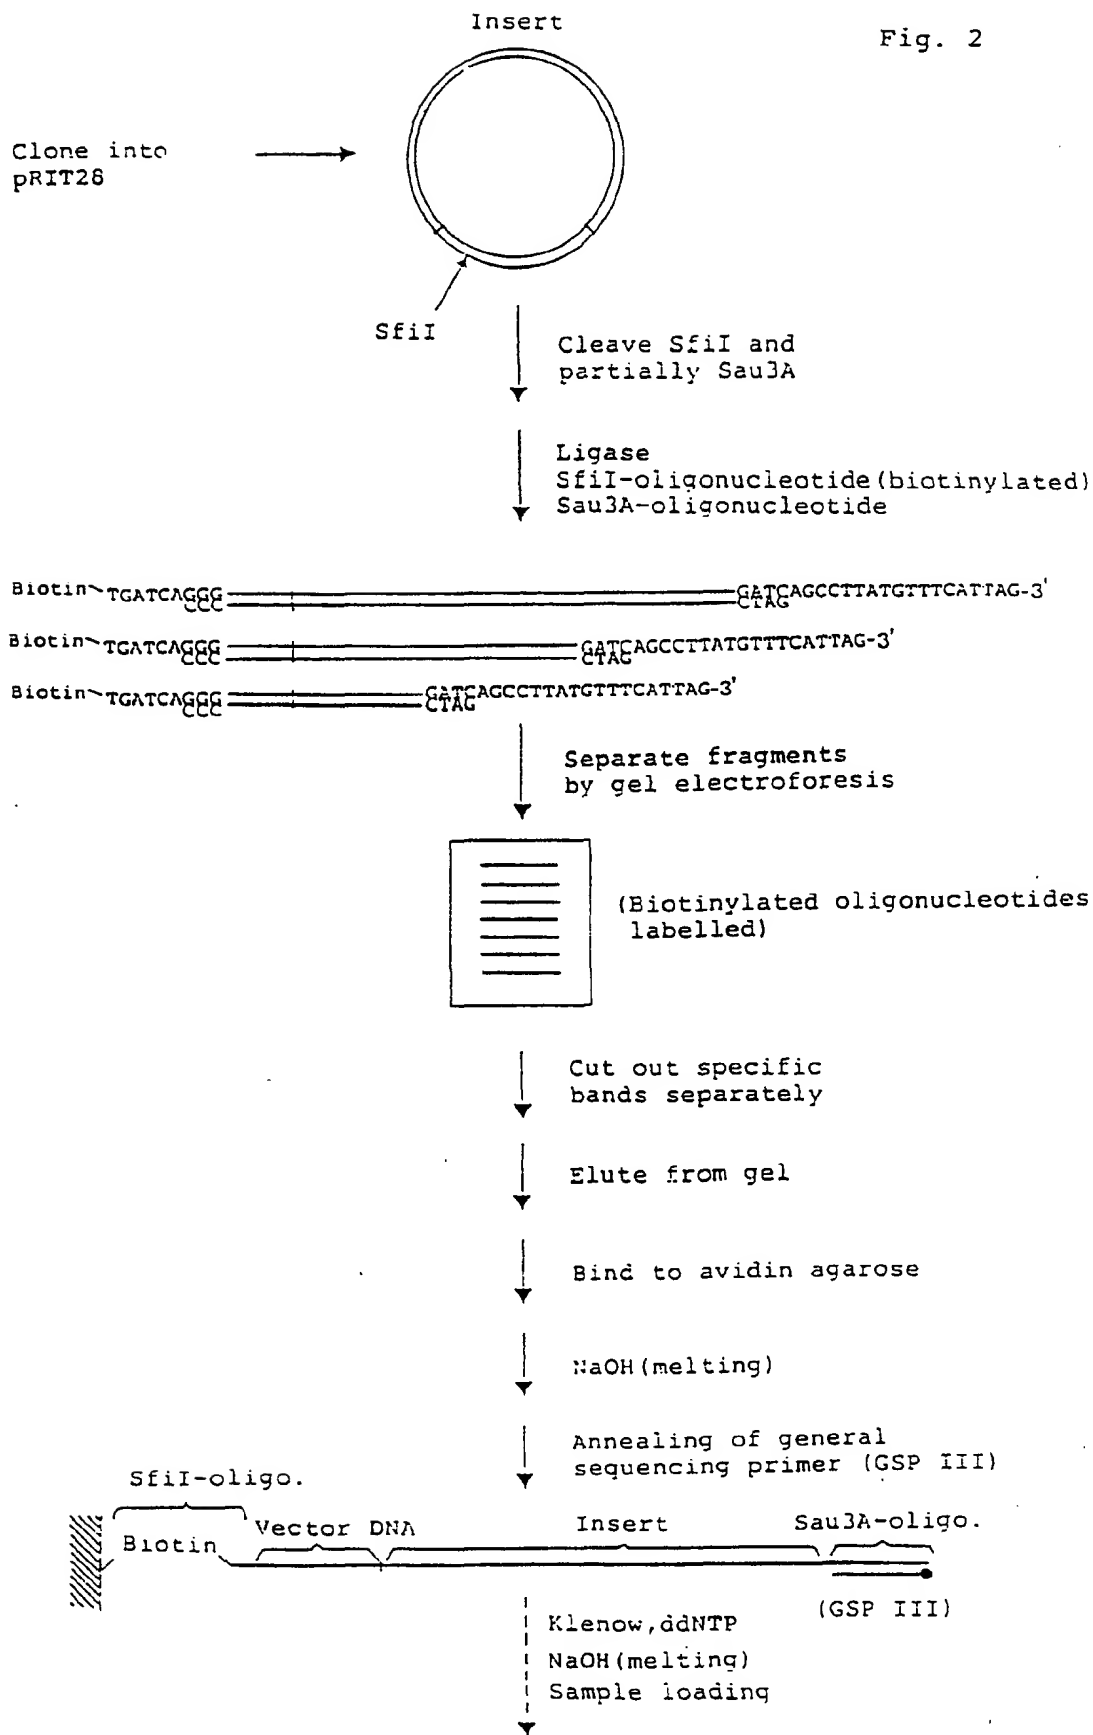 Insert
Fig. 2
Clone into
pRIT28
SfiI
Cleave SfiI and
partially Sau3A
Ligase
SfiI-oligonucleotide (biotinylated)
Sau3A-oligonucleotide
Biotin TGATCAGGG GATCAGCCTTATGTTTCATTAG-3'
CCC CTAG
Biotin TGATCAGGG GATCAGCCTTATGTTTCATTAG-3'
CCC CTAG
Biotin TGATCAGGG GATCAGCCTTATGTTTCATTAG-3'
CCC CTAG
Separate fragments
by gel electroforesis
(Biotinylated oligonucleotides
labelled)
Cut out specific
bands separately
Elute from gel
Bind to avidin agarose
NaOH (melting)
Annealing of general
sequencing primer (GSP III)
SfiI-oligo.
Vector DNA Insert Sau3A-oligo.
Biotin
(GSP III)
Klenow, ddNTP
NaOH (melting)
Sample loading